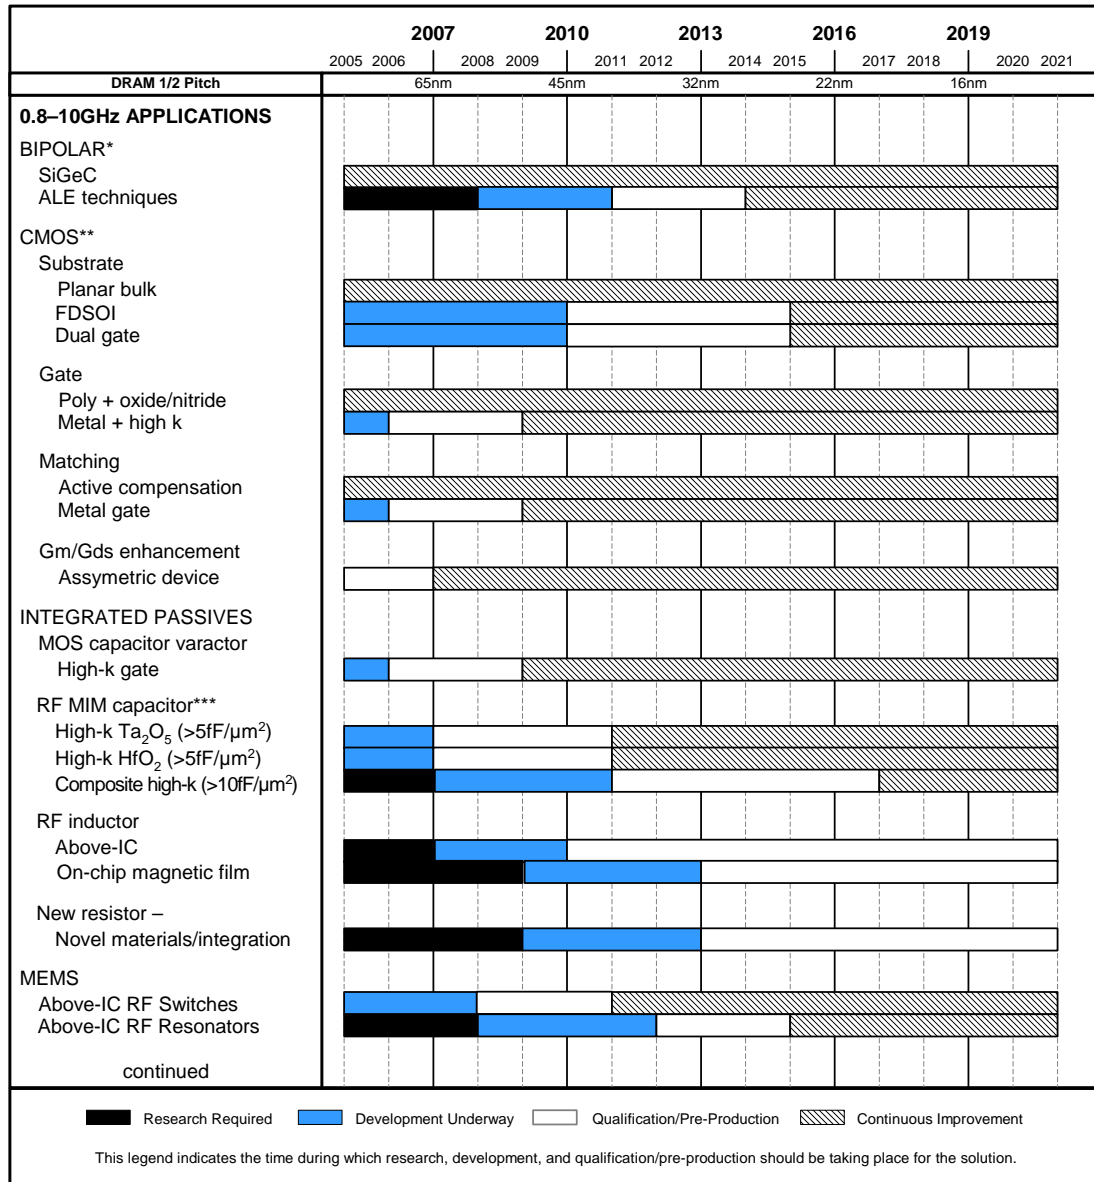 2007 2010 2013 2016 2019
2005 2006 2008 2009 2011 2012 2014 2015 2017 2018 2020 2021
DRAM 1/2 Pitch 65nm 45nm 32nm 22nm 16nm
0.8–10GHz APPLICATIONS
BIPOLAR*
SiGeC
ALE techniques
CMOS**
Substrate
Planar bulk
FDSOI
Dual gate
Gate
Poly + oxide/nitride
Metal + high k
Matching
Active compensation
Metal gate
Gm/Gds enhancement
Assymetric device
INTEGRATED PASSIVES
MOS capacitor varactor
High-k gate
RF MIM capacitor***
High-k Ta₂O₅ (>5fF/µm²)
High-k HfO₂ (>5fF/µm²)
Composite high-k (>10fF/µm²)
RF inductor
Above-IC
On-chip magnetic film
New resistor –
Novel materials/integration
MEMS
Above-IC RF Switches
Above-IC RF Resonators
continued
Research Required Development Underway Qualification/Pre-Production Continuous Improvement
This legend indicates the time during which research, development, and qualification/pre-production should be taking place for the solution.